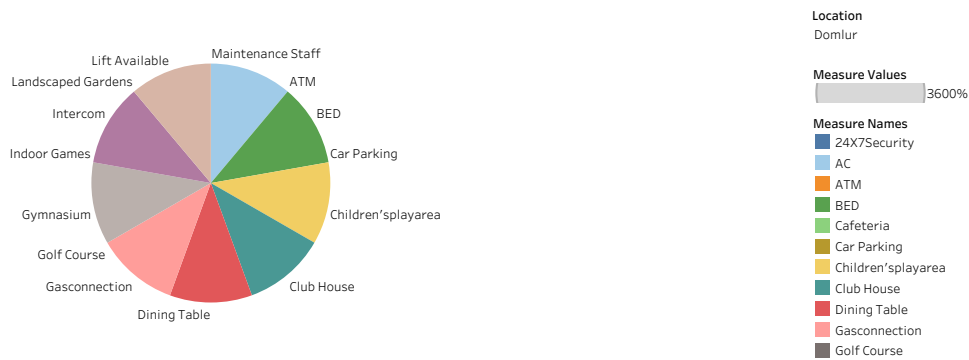 Maintenance Staff
Lift Available
Landscaped Gardens
ATM
Intercom
BED
Indoor Games
Car Parking
Gymnasium
Children'splayarea
Golf Course
Gasconnection
Club House
Dining Table
Location
Domlur
Measure Values
3600%
Measure Names
24X7Security
AC
ATM
BED
Cafeteria
Car Parking
Children'splayarea
Club House
Dining Table
Gasconnection
Golf Course